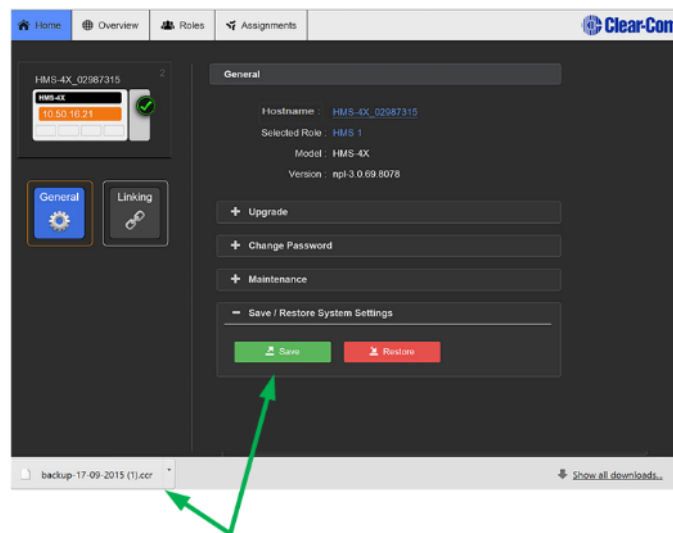 Home Overview Roles Assignments Clear-Com
HMS-4X_02987315 2
HMS-4X
10.50.16.21
General Linking
General
Hostname : HMS-4X_02987315
Selected Role : HMS 1
Model : HMS-4X
Version : npl-3.0.69.8078
+ Upgrade
+ Change Password
+ Maintenance
− Save / Restore System Settings
Save Restore
backup-17-09-2015 (1).ccr Show all downloads...